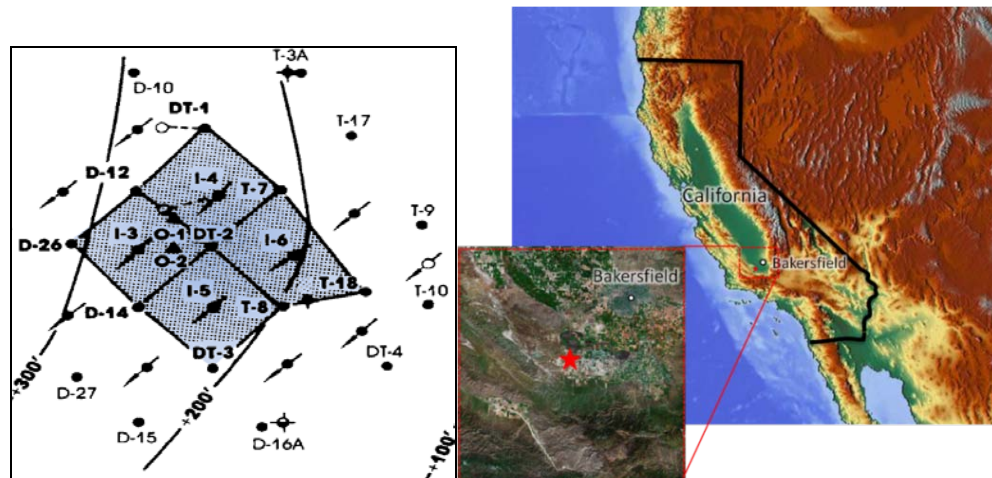 D-10
T-3A
DT-1
T-17
D-12
I-4
T-7
T-9
I-3
O-1
DT-2
I-6
D-26
O-2
T-18
I-5
D-14
T-8
T-10
DT-3
DT-4
D-27
+300'
+200'
D-15
D-16A
+100'
California
Bakersfield
Bakersfield